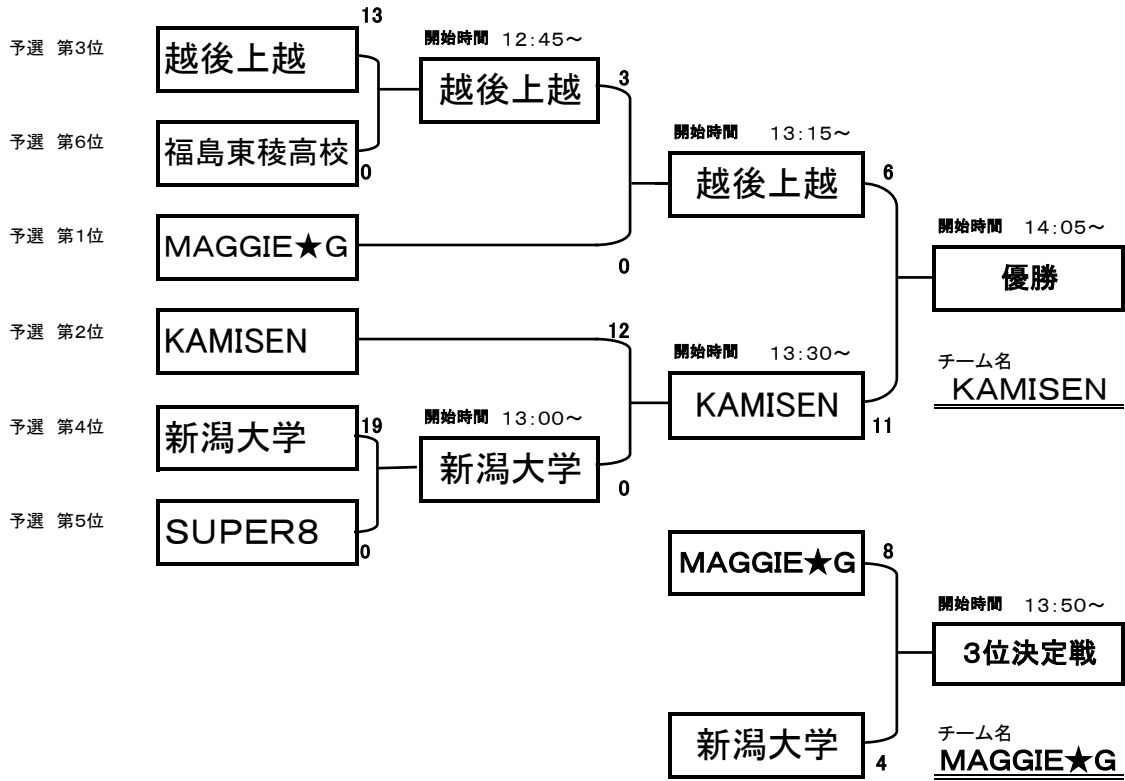 13
予選 第3位
越後上越
開始時間 12:45～
越後上越
3
予選 第6位
福島東稜高校
0
開始時間 13:15～
越後上越
6
予選 第1位
MAGGIE★G
0
開始時間 14:05～
優勝
予選 第2位
KAMISEN
12
開始時間 13:30～
KAMISEN
11
チーム名
KAMISEN
予選 第4位
新潟大学
19
開始時間 13:00～
新潟大学
0
予選 第5位
SUPER8
0
MAGGIE★G
8
開始時間 13:50～
3位決定戦
新潟大学
4
チーム名
MAGGIE★G